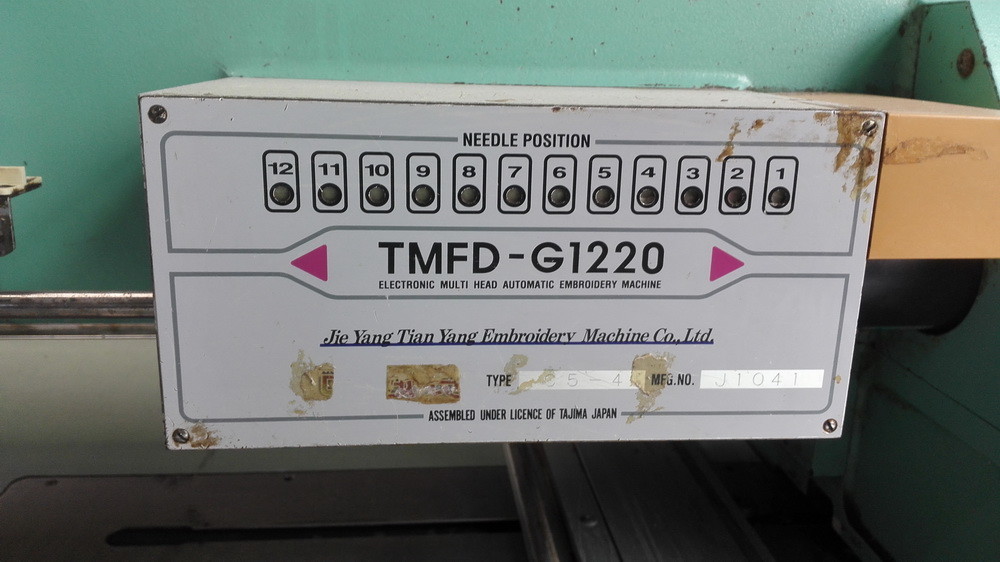 NEEDLE POSITION
12 11 10 9 8 7 6 5 4 3 2 1
TMFD-G1220
ELECTRONIC MULTI HEAD AUTOMATIC EMBROIDERY MACHINE
Jie Yang Tian Yang Embroidery Machine Co., Ltd.
TYPE MFG.NO. J1041
ASSEMBLED UNDER LICENCE OF TAJIMA JAPAN